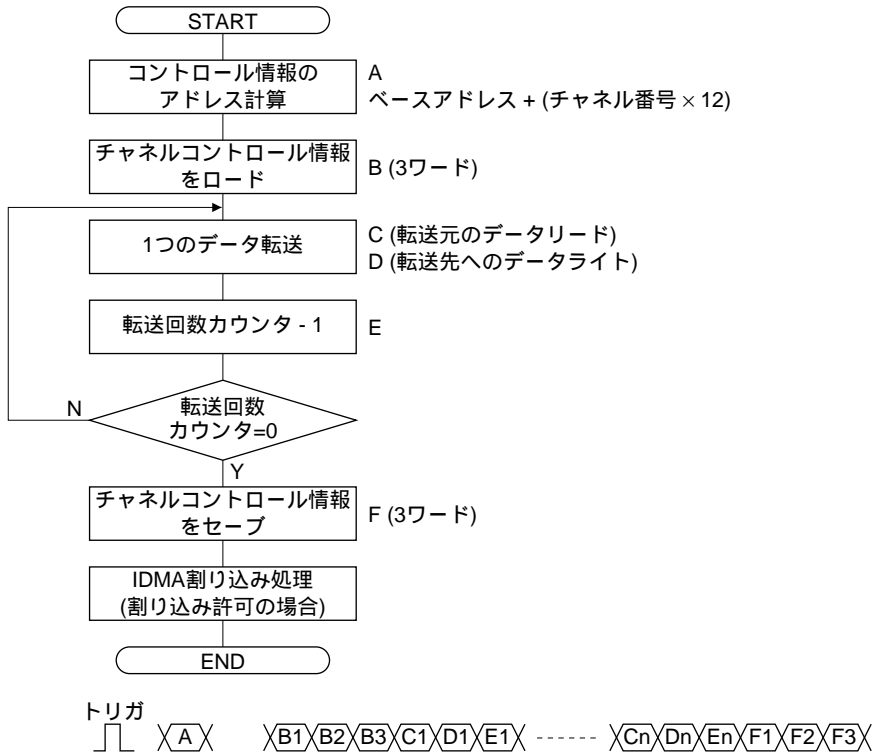 START
コントロール情報の
アドレス計算
A
ベースアドレス + (チャネル番号 × 12)
チャネルコントロール情報
をロード
B (3ワード)
1つのデータ転送
C (転送元のデータリード)
D (転送先へのデータライト)
転送回数カウンタ - 1
E
N
転送回数
カウンタ=0
Y
チャネルコントロール情報
をセーブ
F (3ワード)
IDMA割り込み処理
(割り込み許可の場合)
END
トリガ
A B1 B2 B3 C1 D1 E1 ------ Cn Dn En F1 F2 F3